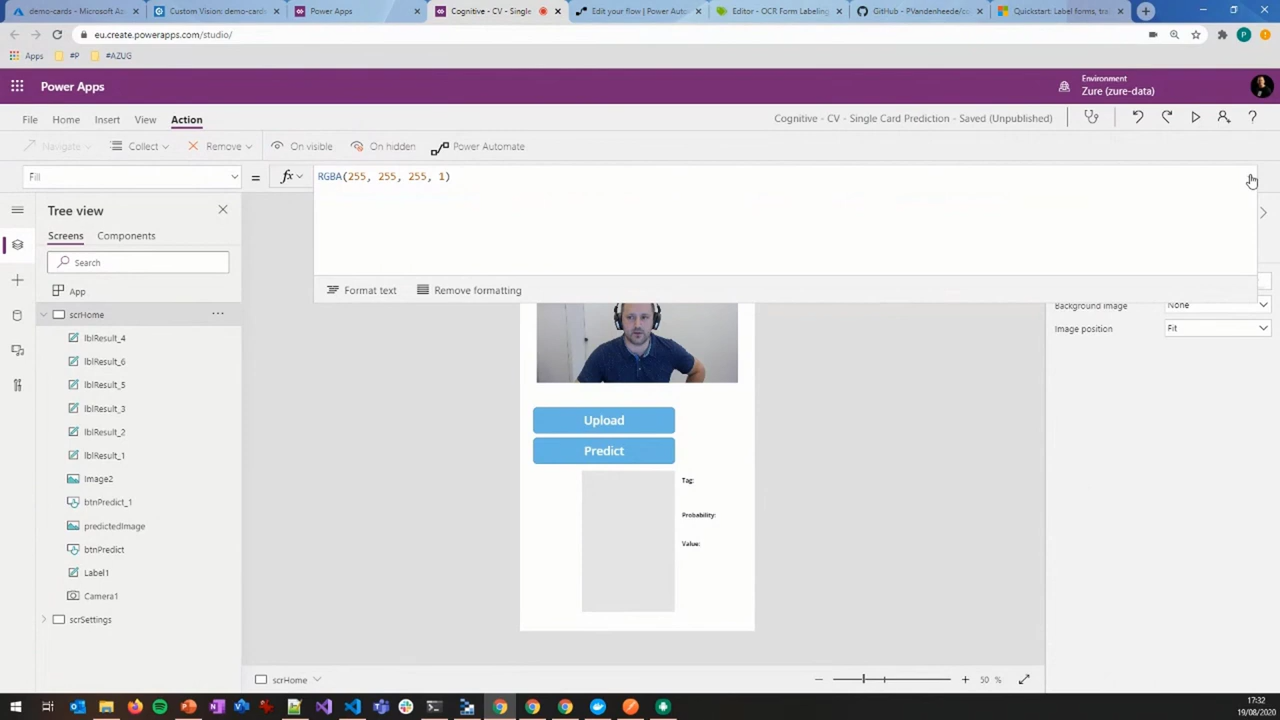 demo-cards - Microsoft Az
Custom Vision: demo-cards
Power Apps
Cognitive - CV - Single
Edit your flow | Power Autom
Editor - OCR Form Labeling
GitHub - PVandenheede/co
Quickstart: Label forms, tra
eu.create.powerapps.com/studio/
P
Apps
#P
#AZUG
Power Apps
Environment
Zure (zure-data)
File
Home
Insert
View
Action
Cognitive - CV - Single Card Prediction - Saved (Unpublished)
?
Navigate
Collect
Remove
On visible
On hidden
Power Automate
Fill
=
fx
RGBA(255, 255, 255, 1)
Format text
Remove formatting
Tree view
Screens
Components
Search
App
scrHome
lblResult_4
lblResult_6
lblResult_5
lblResult_3
lblResult_2
lblResult_1
Image2
btnPredict_1
predictedImage
btnPredict
Label1
Camera1
scrSettings
Background image
None
Image position
Fit
Upload
Predict
Tag:
Probability:
Value:
scrHome
50 %
17:32
19/08/2020